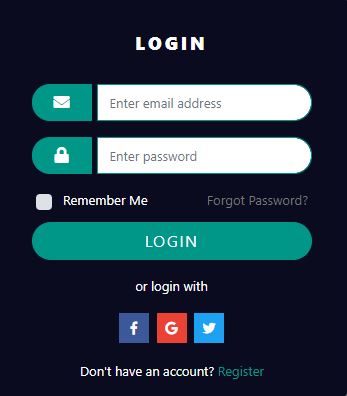 LOGIN
Enter email address
Enter password
Remember Me Forgot Password?
LOGIN
or login with
f G
Don't have an account? Register